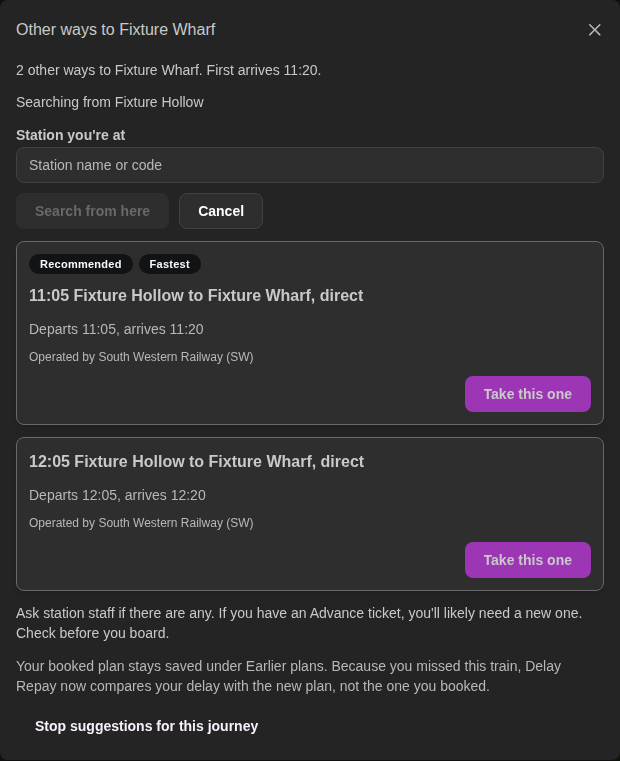 Other ways to Fixture Wharf
2 other ways to Fixture Wharf. First arrives 11:20.
Searching from Fixture Hollow
Station you're at
Station name or code
Search from here
Cancel
Recommended
Fastest
11:05 Fixture Hollow to Fixture Wharf, direct
Departs 11:05, arrives 11:20
Operated by South Western Railway (SW)
Take this one
12:05 Fixture Hollow to Fixture Wharf, direct
Departs 12:05, arrives 12:20
Operated by South Western Railway (SW)
Take this one
Ask station staff if there are any. If you have an Advance ticket, you'll likely need a new one.
Check before you board.
Your booked plan stays saved under Earlier plans. Because you missed this train, Delay
Repay now compares your delay with the new plan, not the one you booked.
Stop suggestions for this journey